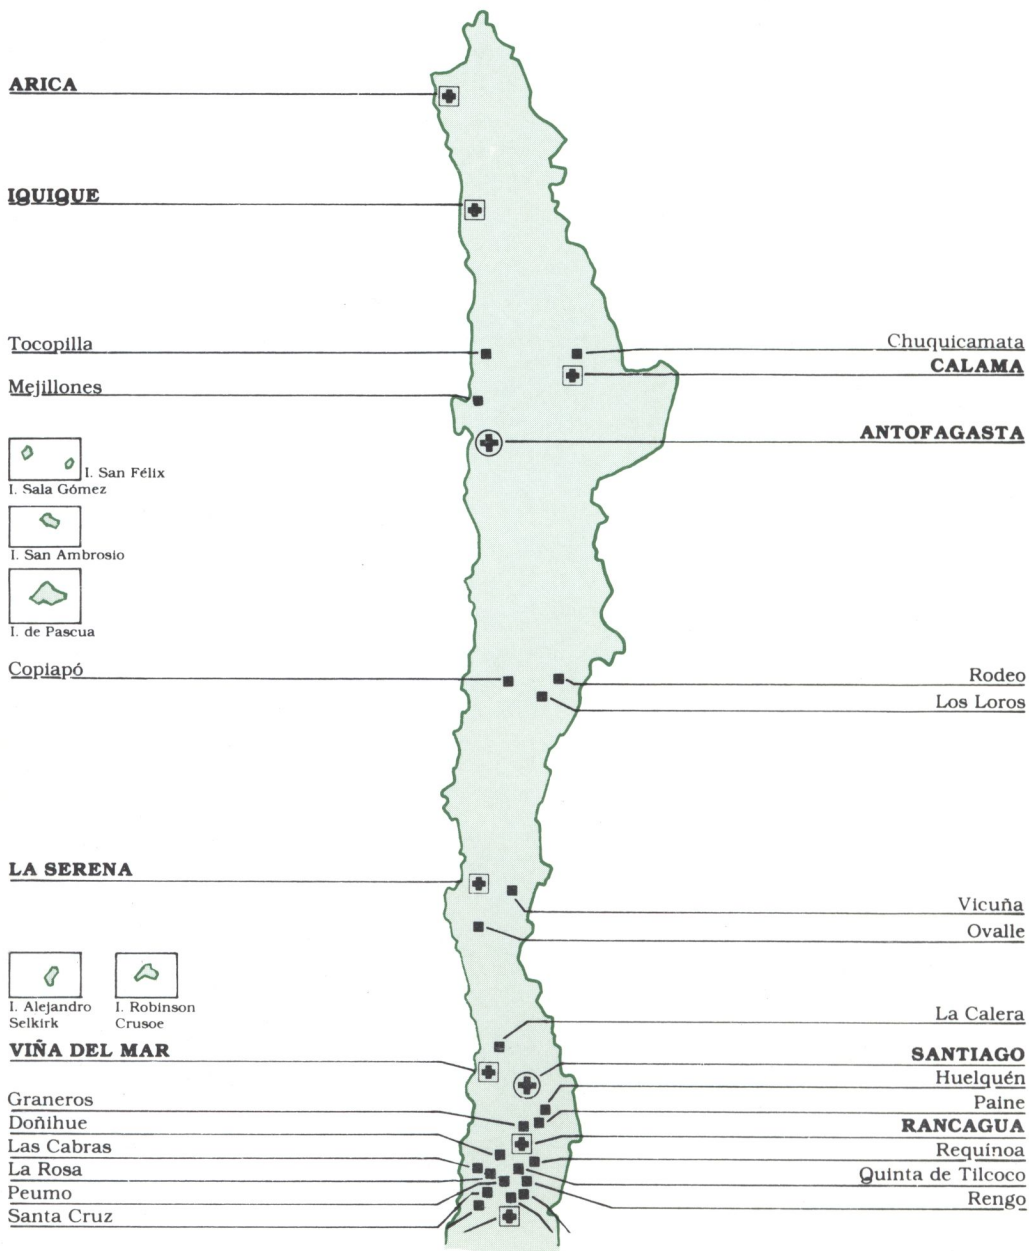 ARICA
IQUIQUE
Tocopilla
Chuquicamata
CALAMA
Mejillones
ANTOFAGASTA
I. San Félix
I. Sala Gómez
I. San Ambrosio
I. de Pascua
Copiapó
Rodeo
Los Loros
LA SERENA
Vicuña
Ovalle
I. Alejandro
Selkirk
I. Robinson
Crusoe
La Calera
VIÑA DEL MAR
SANTIAGO
Huelquén
Graneros
Paine
Doñihue
RANCAGUA
Las Cabras
Requínoa
La Rosa
Quinta de Tilcoco
Peumo
Rengo
Santa Cruz